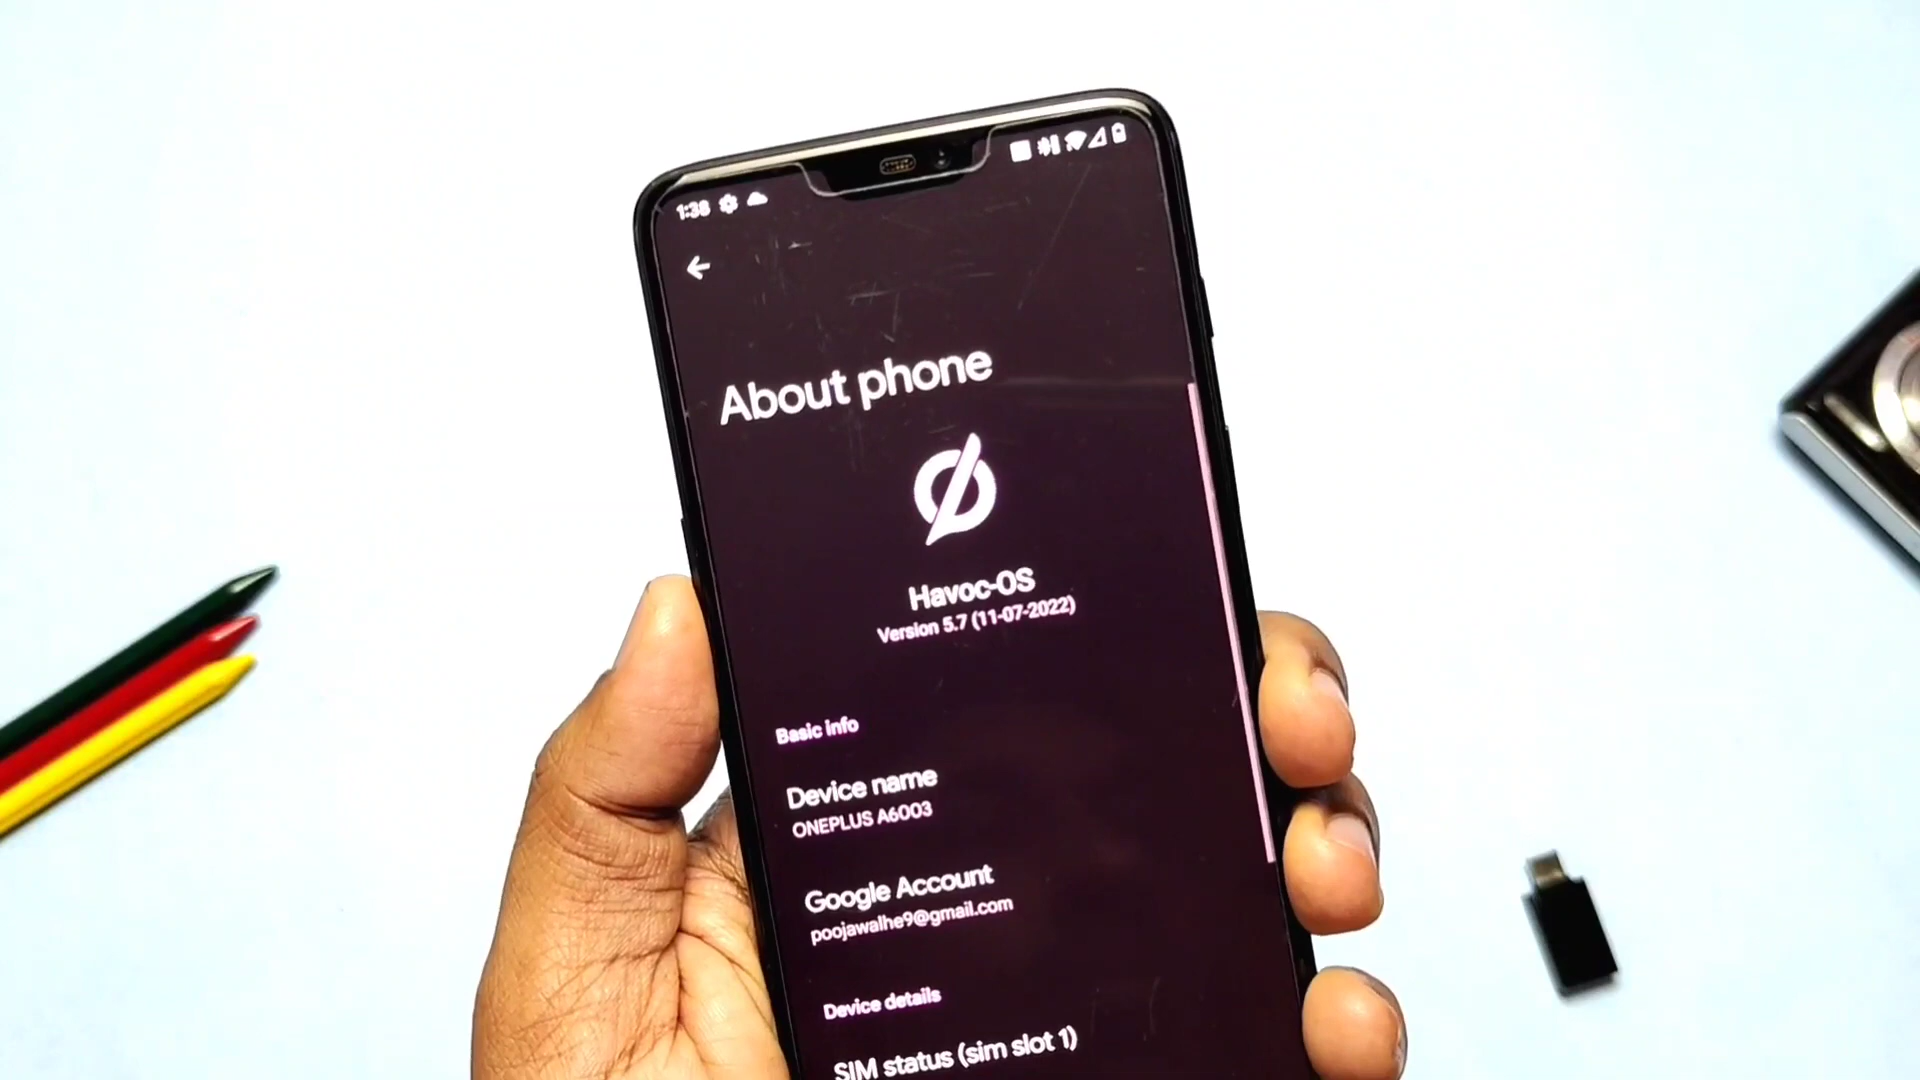 1:38
About phone
Havoc-OS
Version 5.7 (11-07-2022)
Basic info
Device name
ONEPLUS A6003
Google Account
poojawalhe9@gmail.com
Device details
SIM status (sim slot 1)